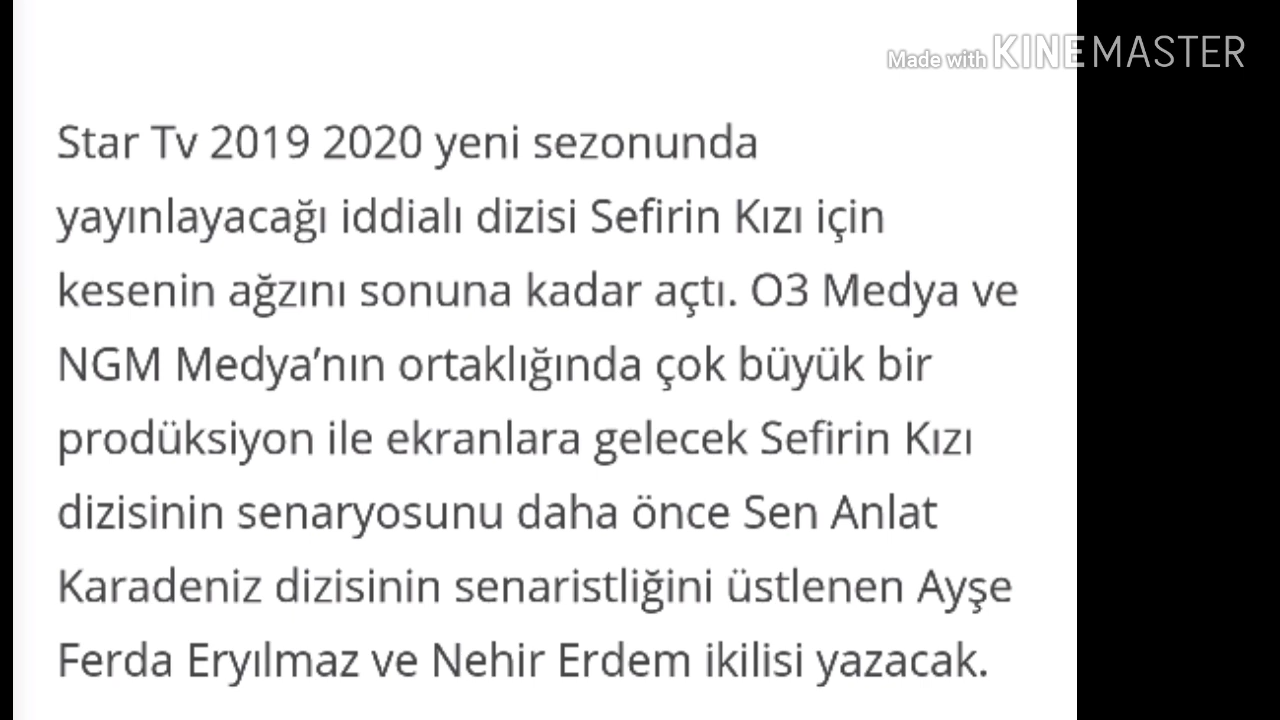 Made with KINEMASTER
Star Tv 2019 2020 yeni sezonunda
yayınlayacağı iddialı dizisi Sefirin Kızı için
kesenin ağzını sonuna kadar açtı. O3 Medya ve
NGM Medya’nın ortaklığında çok büyük bir
prodüksiyon ile ekranlara gelecek Sefirin Kızı
dizisinin senaryosunu daha önce Sen Anlat
Karadeniz dizisinin senaristliğini üstlenen Ayşe
Ferda Eryılmaz ve Nehir Erdem ikilisi yazacak.